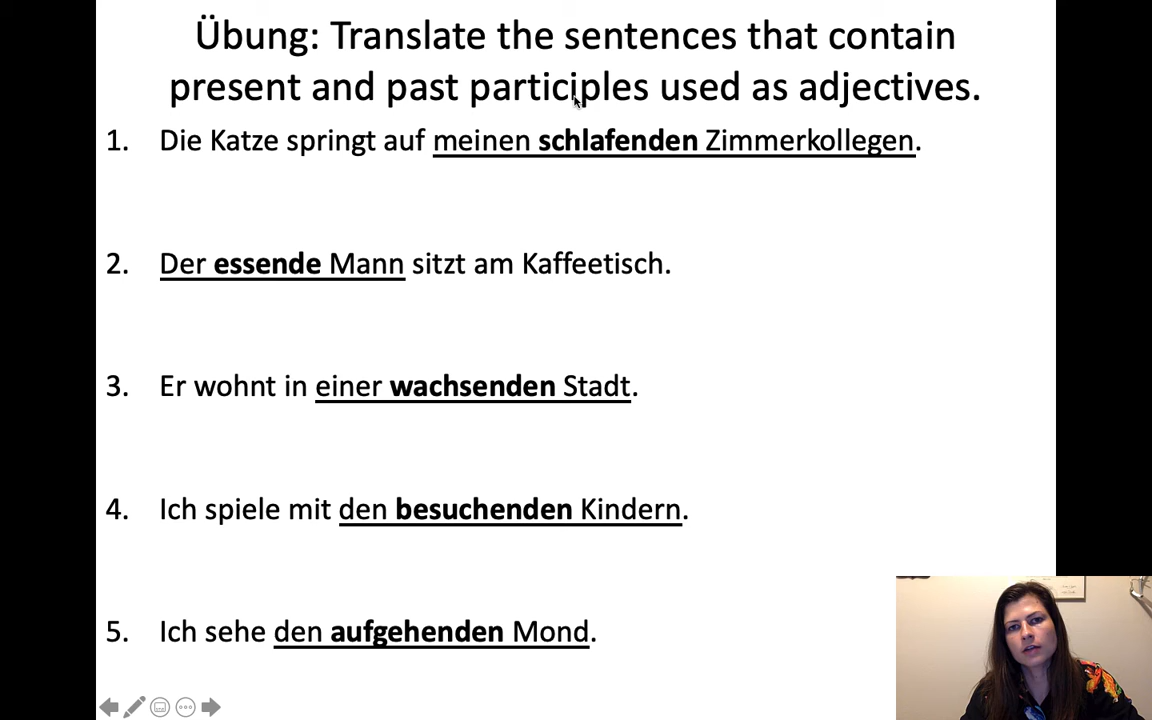 Übung: Translate the sentences that contain
present and past participles used as adjectives.
1. Die Katze springt auf meinen schlafenden Zimmerkollegen.
2. Der essende Mann sitzt am Kaffeetisch.
3. Er wohnt in einer wachsenden Stadt.
4. Ich spiele mit den besuchenden Kindern.
5. Ich sehe den aufgehenden Mond.